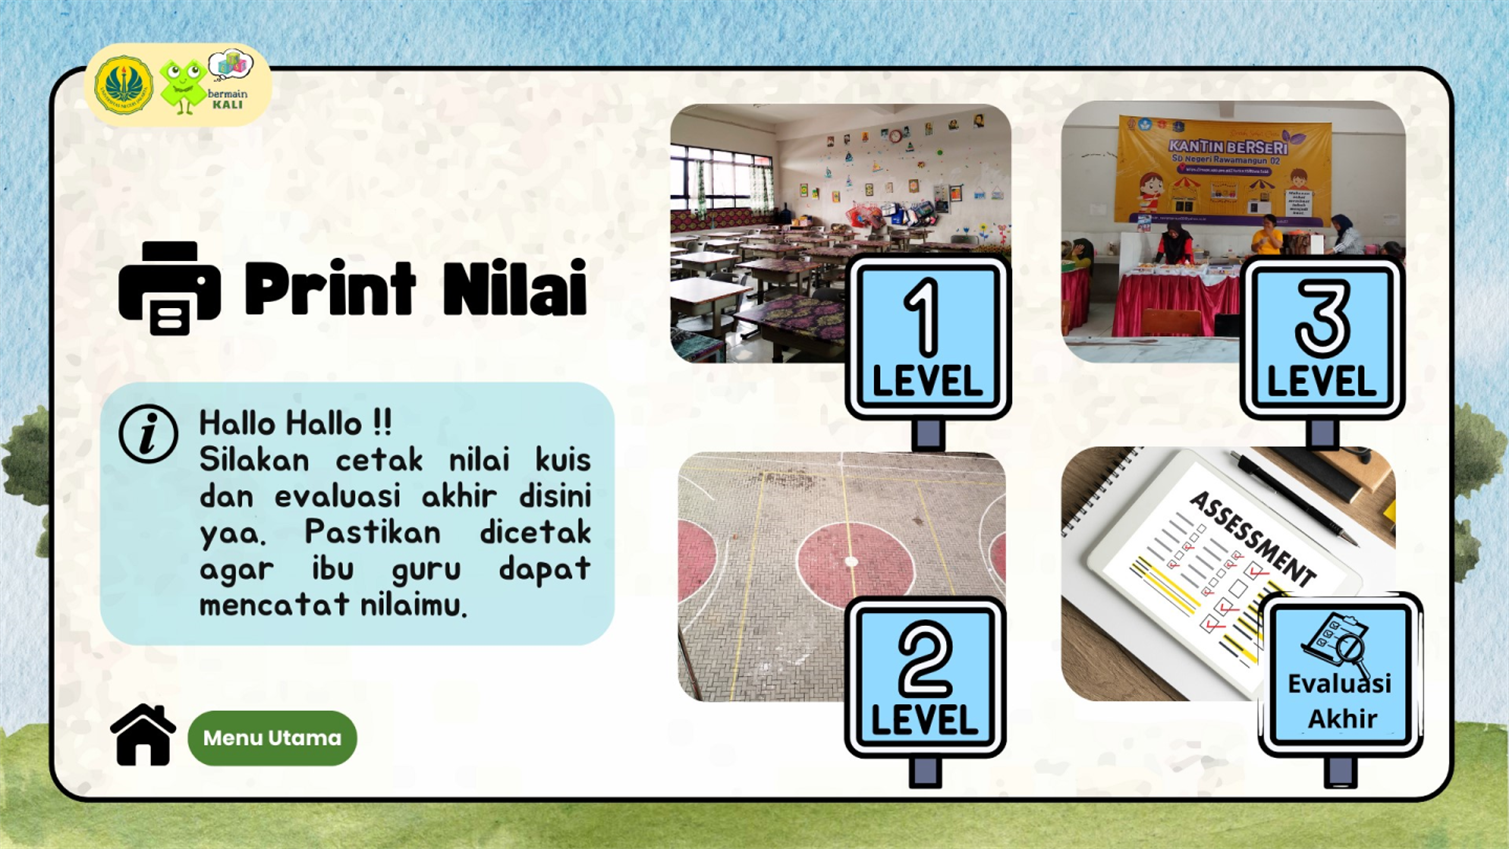 bermain
KALI
Print Nilai
Hallo Hallo !!
Silakan cetak nilai kuis
dan evaluasi akhir disini
yaa. Pastikan dicetak
agar ibu guru dapat
mencatat nilaimu.
Menu Utama
1
LEVEL
KANTIN BERSERI
SD Negeri Rawamangun 02
3
LEVEL
2
LEVEL
ASSESSMENT
Evaluasi
Akhir